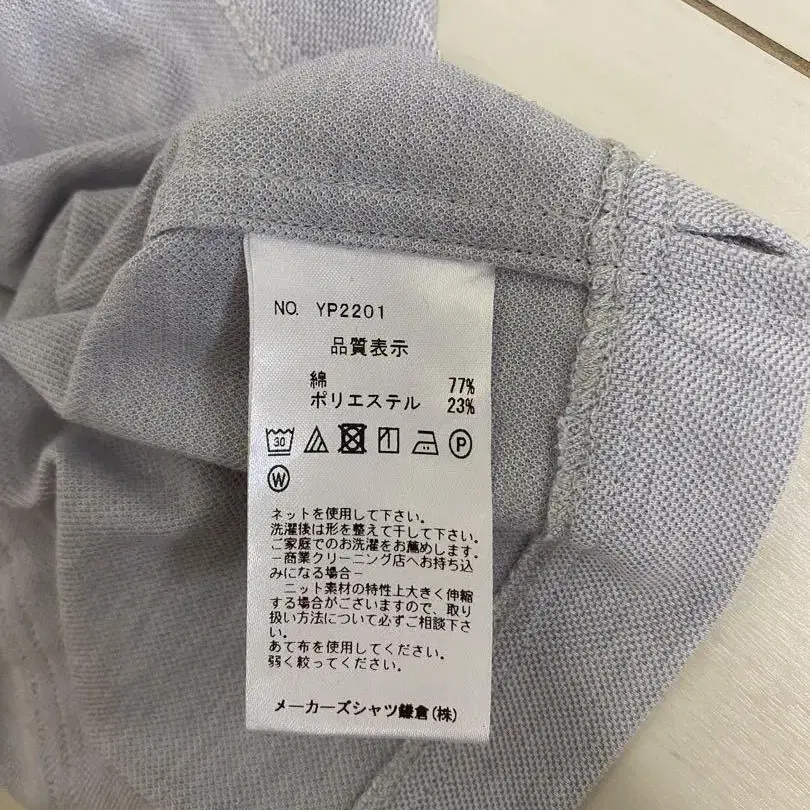 NO. YP2201
品質表示
綿 77%
ポリエステル 23%
30 P
W
ネットを使用して下さい。
洗濯後は形を整えて干して下さい。
ご家庭でのお洗濯をお薦めします。
－商業クリーニング店へお持ち込
みになる場合－
ニット素材の特性上大きく伸縮
する場合がございますので、取り
扱い方法について必ずご相談下さ
い。
あて布を使用してください。
弱く絞ってください。
メーカーズシャツ鎌倉(株)